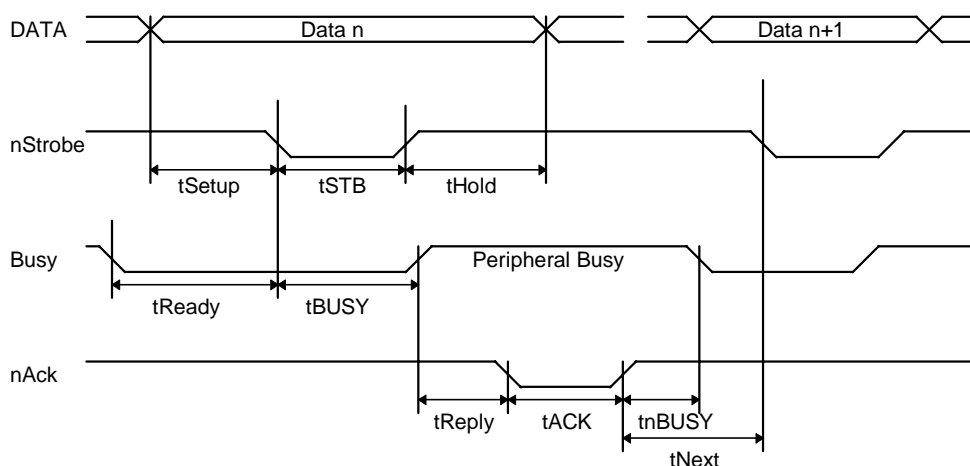 DATA
Data n
Data n+1
nStrobe
tSetup
tSTB
tHold
Busy
Peripheral Busy
tReady
tBUSY
nAck
tReply
tACK
tnBUSY
tNext